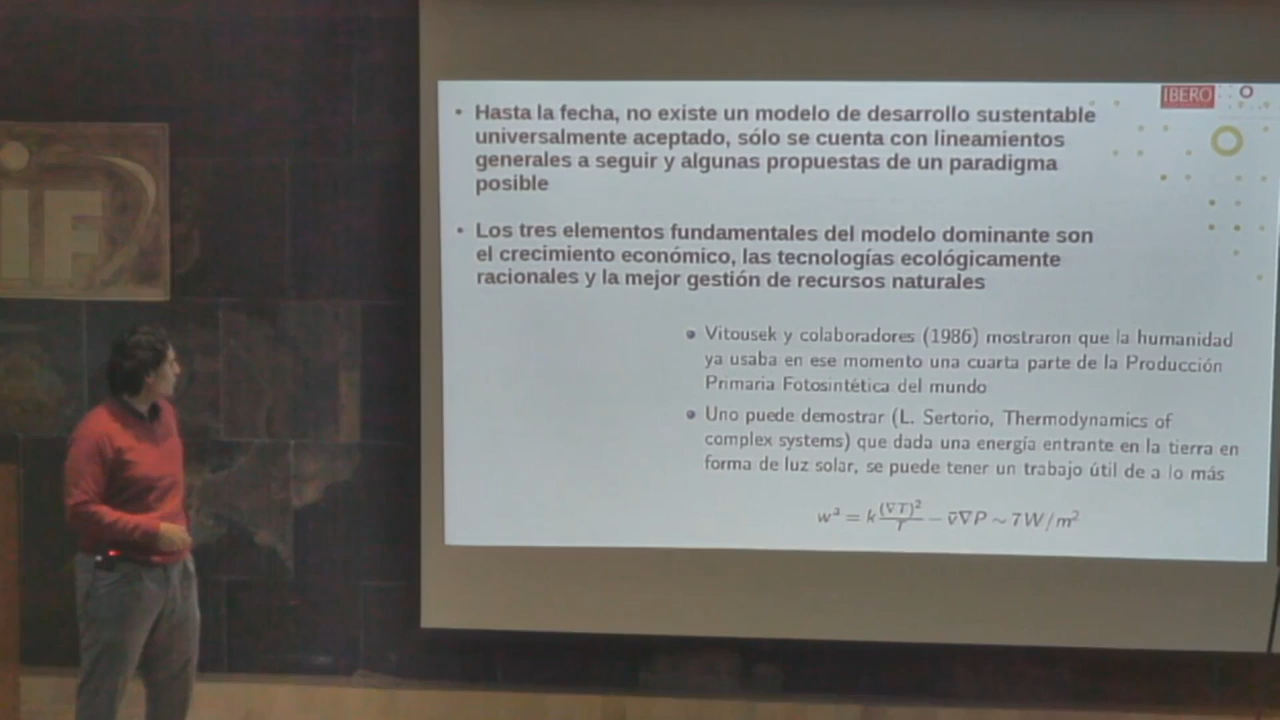 IF
IBERO
• Hasta la fecha, no existe un modelo de desarrollo sustentable
universalmente aceptado, sólo se cuenta con lineamientos
generales a seguir y algunas propuestas de un paradigma
posible
• Los tres elementos fundamentales del modelo dominante son
el crecimiento económico, las tecnologías ecológicamente
racionales y la mejor gestión de recursos naturales
• Vitousek y colaboradores (1986) mostraron que la humanidad
ya usaba en ese momento una cuarta parte de la Producción
Primaria Fotosintética del mundo
• Uno puede demostrar (L. Sertorio, Thermodynamics of
complex systems) que dada una energía entrante en la tierra en
forma de luz solar, se puede tener un trabajo útil de a lo más
wᵃ = k(∇T)²/T − v̄∇P ∼ 7W/m²